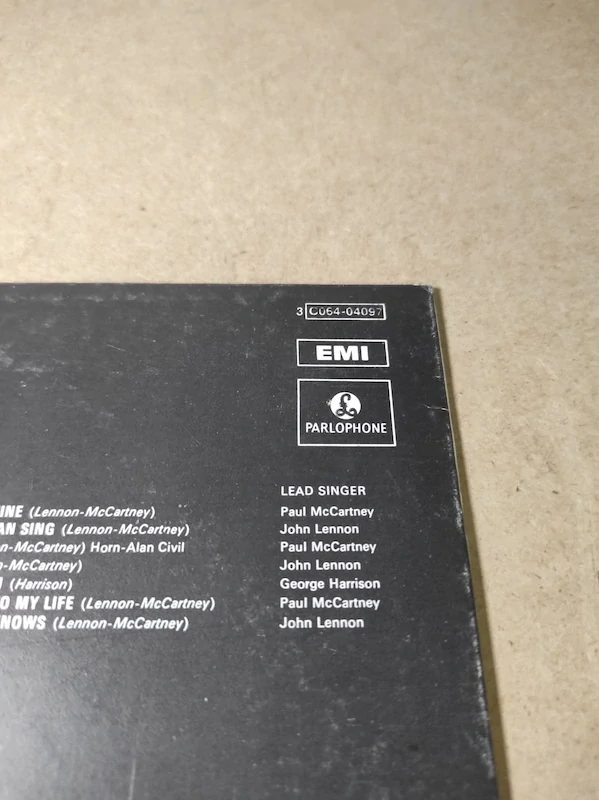 3 C064-04097
EMI
PARLOPHONE
LEAD SINGER
INE (Lennon-McCartney) Paul McCartney
AN SING (Lennon-McCartney) John Lennon
on-McCartney) Horn-Alan Civil Paul McCartney
n-McCartney) John Lennon
(Harrison) George Harrison
O MY LIFE (Lennon-McCartney) Paul McCartney
NOWS (Lennon-McCartney) John Lennon